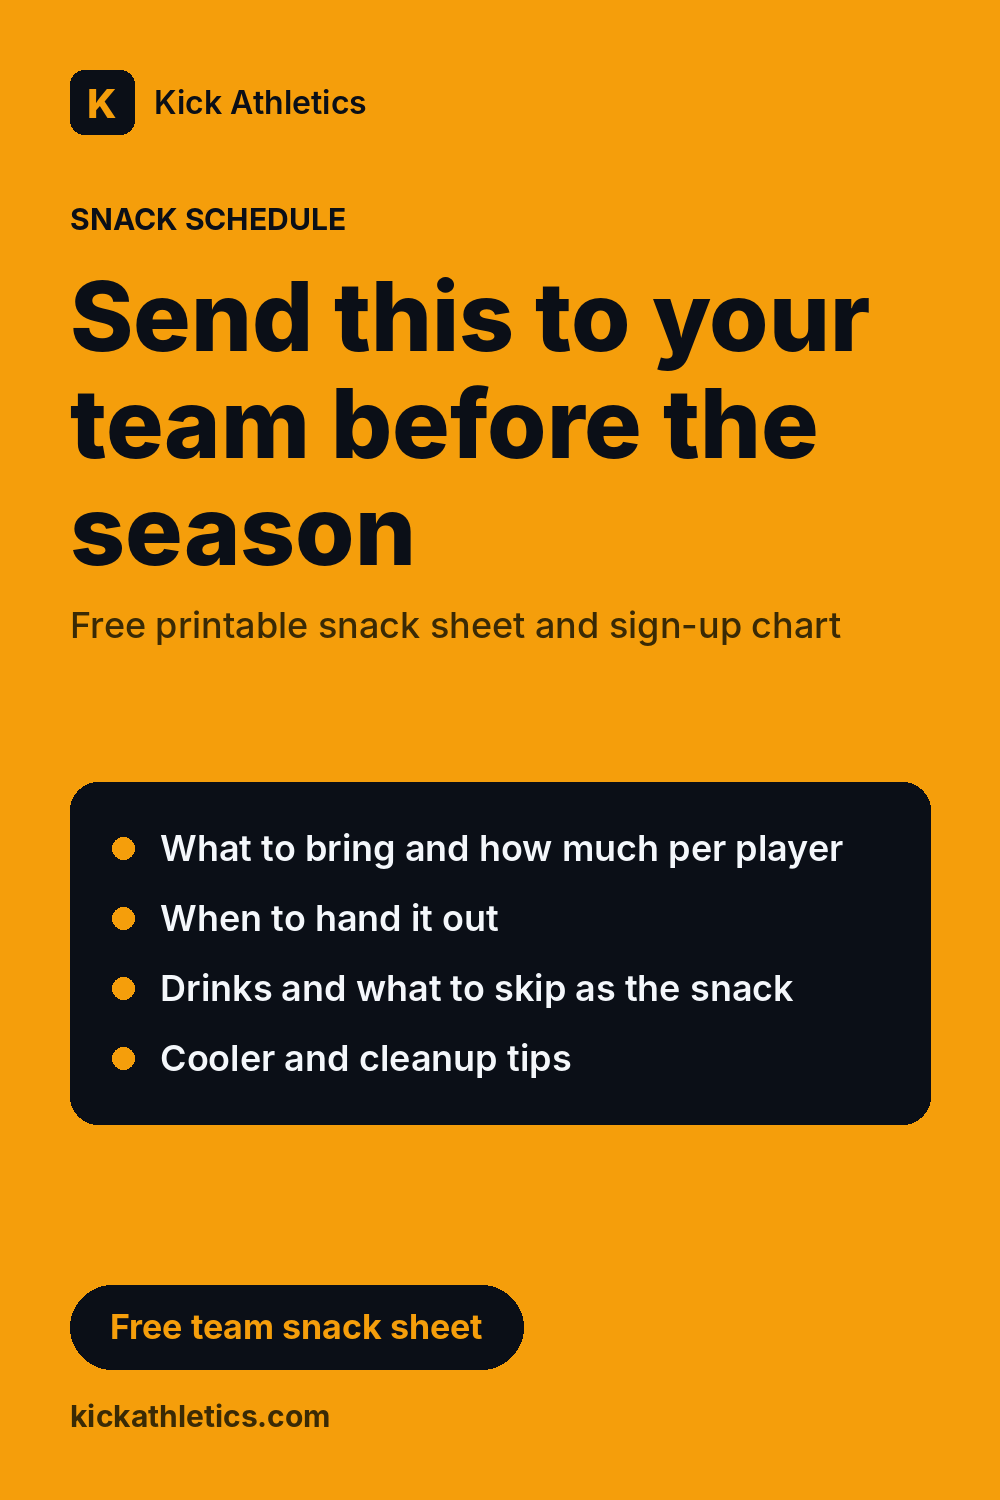 K
Kick Athletics
SNACK SCHEDULE
Send this to your
team before the
season
Free printable snack sheet and sign-up chart
What to bring and how much per player
When to hand it out
Drinks and what to skip as the snack
Cooler and cleanup tips
Free team snack sheet
kickathletics.com